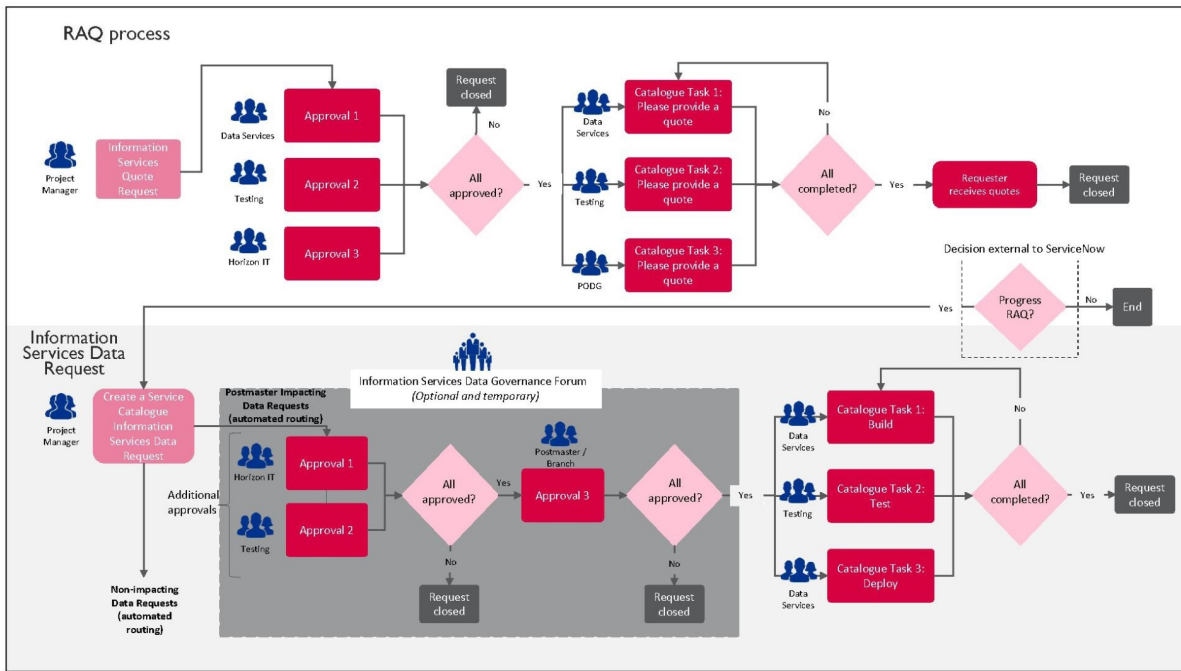 RAQ process
Project
Manager
Information
Services
Quote
Request
Data Services
Approval 1
Testing
Approval 2
Horizon IT
Approval 3
All
approved?
No
Request
closed
Yes
Data
Services
Catalogue Task 1:
Please provide a
quote
Testing
Catalogue Task 2:
Please provide a
quote
PODG
Catalogue Task 3:
Please provide a
quote
All
completed?
No
Yes
Requester
receives quotes
Request
closed
Decision external to ServiceNow
Progress
RAQ?
Yes
No
End
Information
Services Data
Request
Project
Manager
Create a Service
Catalogue
Information
Services Data
Request
Non-impacting
Data Requests
(automated
routing)
Information Services Data Governance Forum
(Optional and temporary)
Postmaster Impacting
Data Requests
(automated routing)
Additional
approvals
Horizon IT
Approval 1
Testing
Approval 2
All
approved?
Yes
No
Request
closed
Postmaster /
Branch
Approval 3
All
approved?
No
Request
closed
Yes
Data
Services
Catalogue Task 1:
Build
Testing
Catalogue Task 2:
Test
Data
Services
Catalogue Task 3:
Deploy
All
completed?
No
Yes
Request
closed